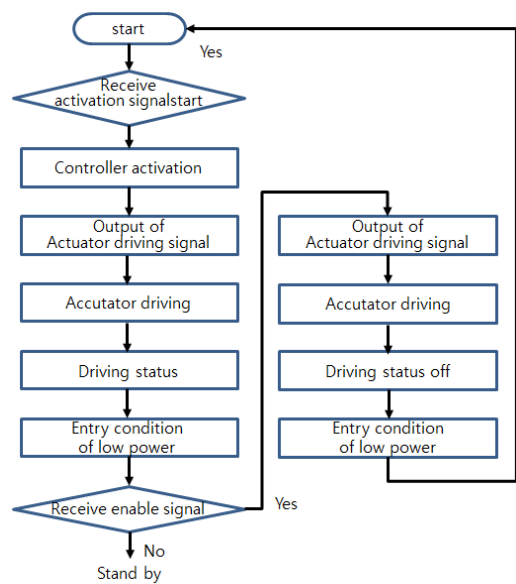 start
Yes
Receive
activation signalstart
Controller activation
Output of
Actuator driving signal
Accutator driving
Driving status
Entry condition
of low power
Receive enable signal
Yes
No
Stand by
Output of
Actuator driving signal
Accutator driving
Driving status off
Entry condition
of low power